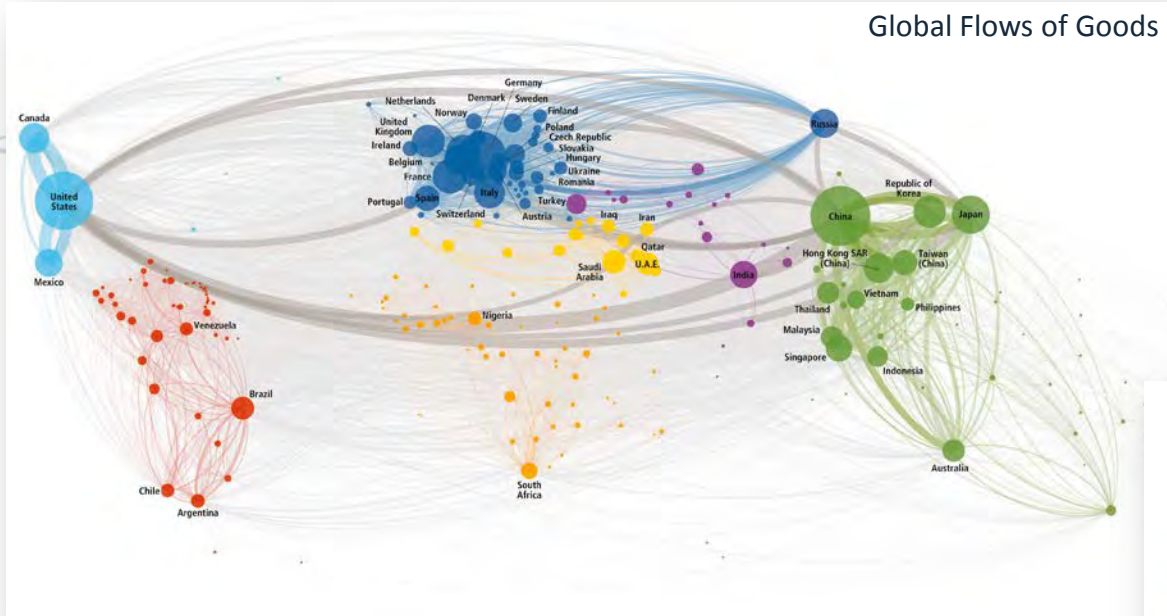 Global Flows of Goods
Canada
United
States
Mexico
Netherlands
Germany
Denmark
Sweden
Norway
Finland
United
Kingdom
Ireland
Poland
Czech Republic
Slovakia
Hungary
Ukraine
Romania
Belgium
France
Italy
Spain
Portugal
Switzerland
Austria
Turkey
Russia
Iraq
Iran
Qatar
U.A.E.
Saudi
Arabia
India
China
Republic of
Korea
Japan
Hong Kong SAR
(China)
Taiwan
(China)
Vietnam
Thailand
Philippines
Malaysia
Singapore
Indonesia
Australia
Venezuela
Brazil
Chile
Argentina
Nigeria
South
Africa